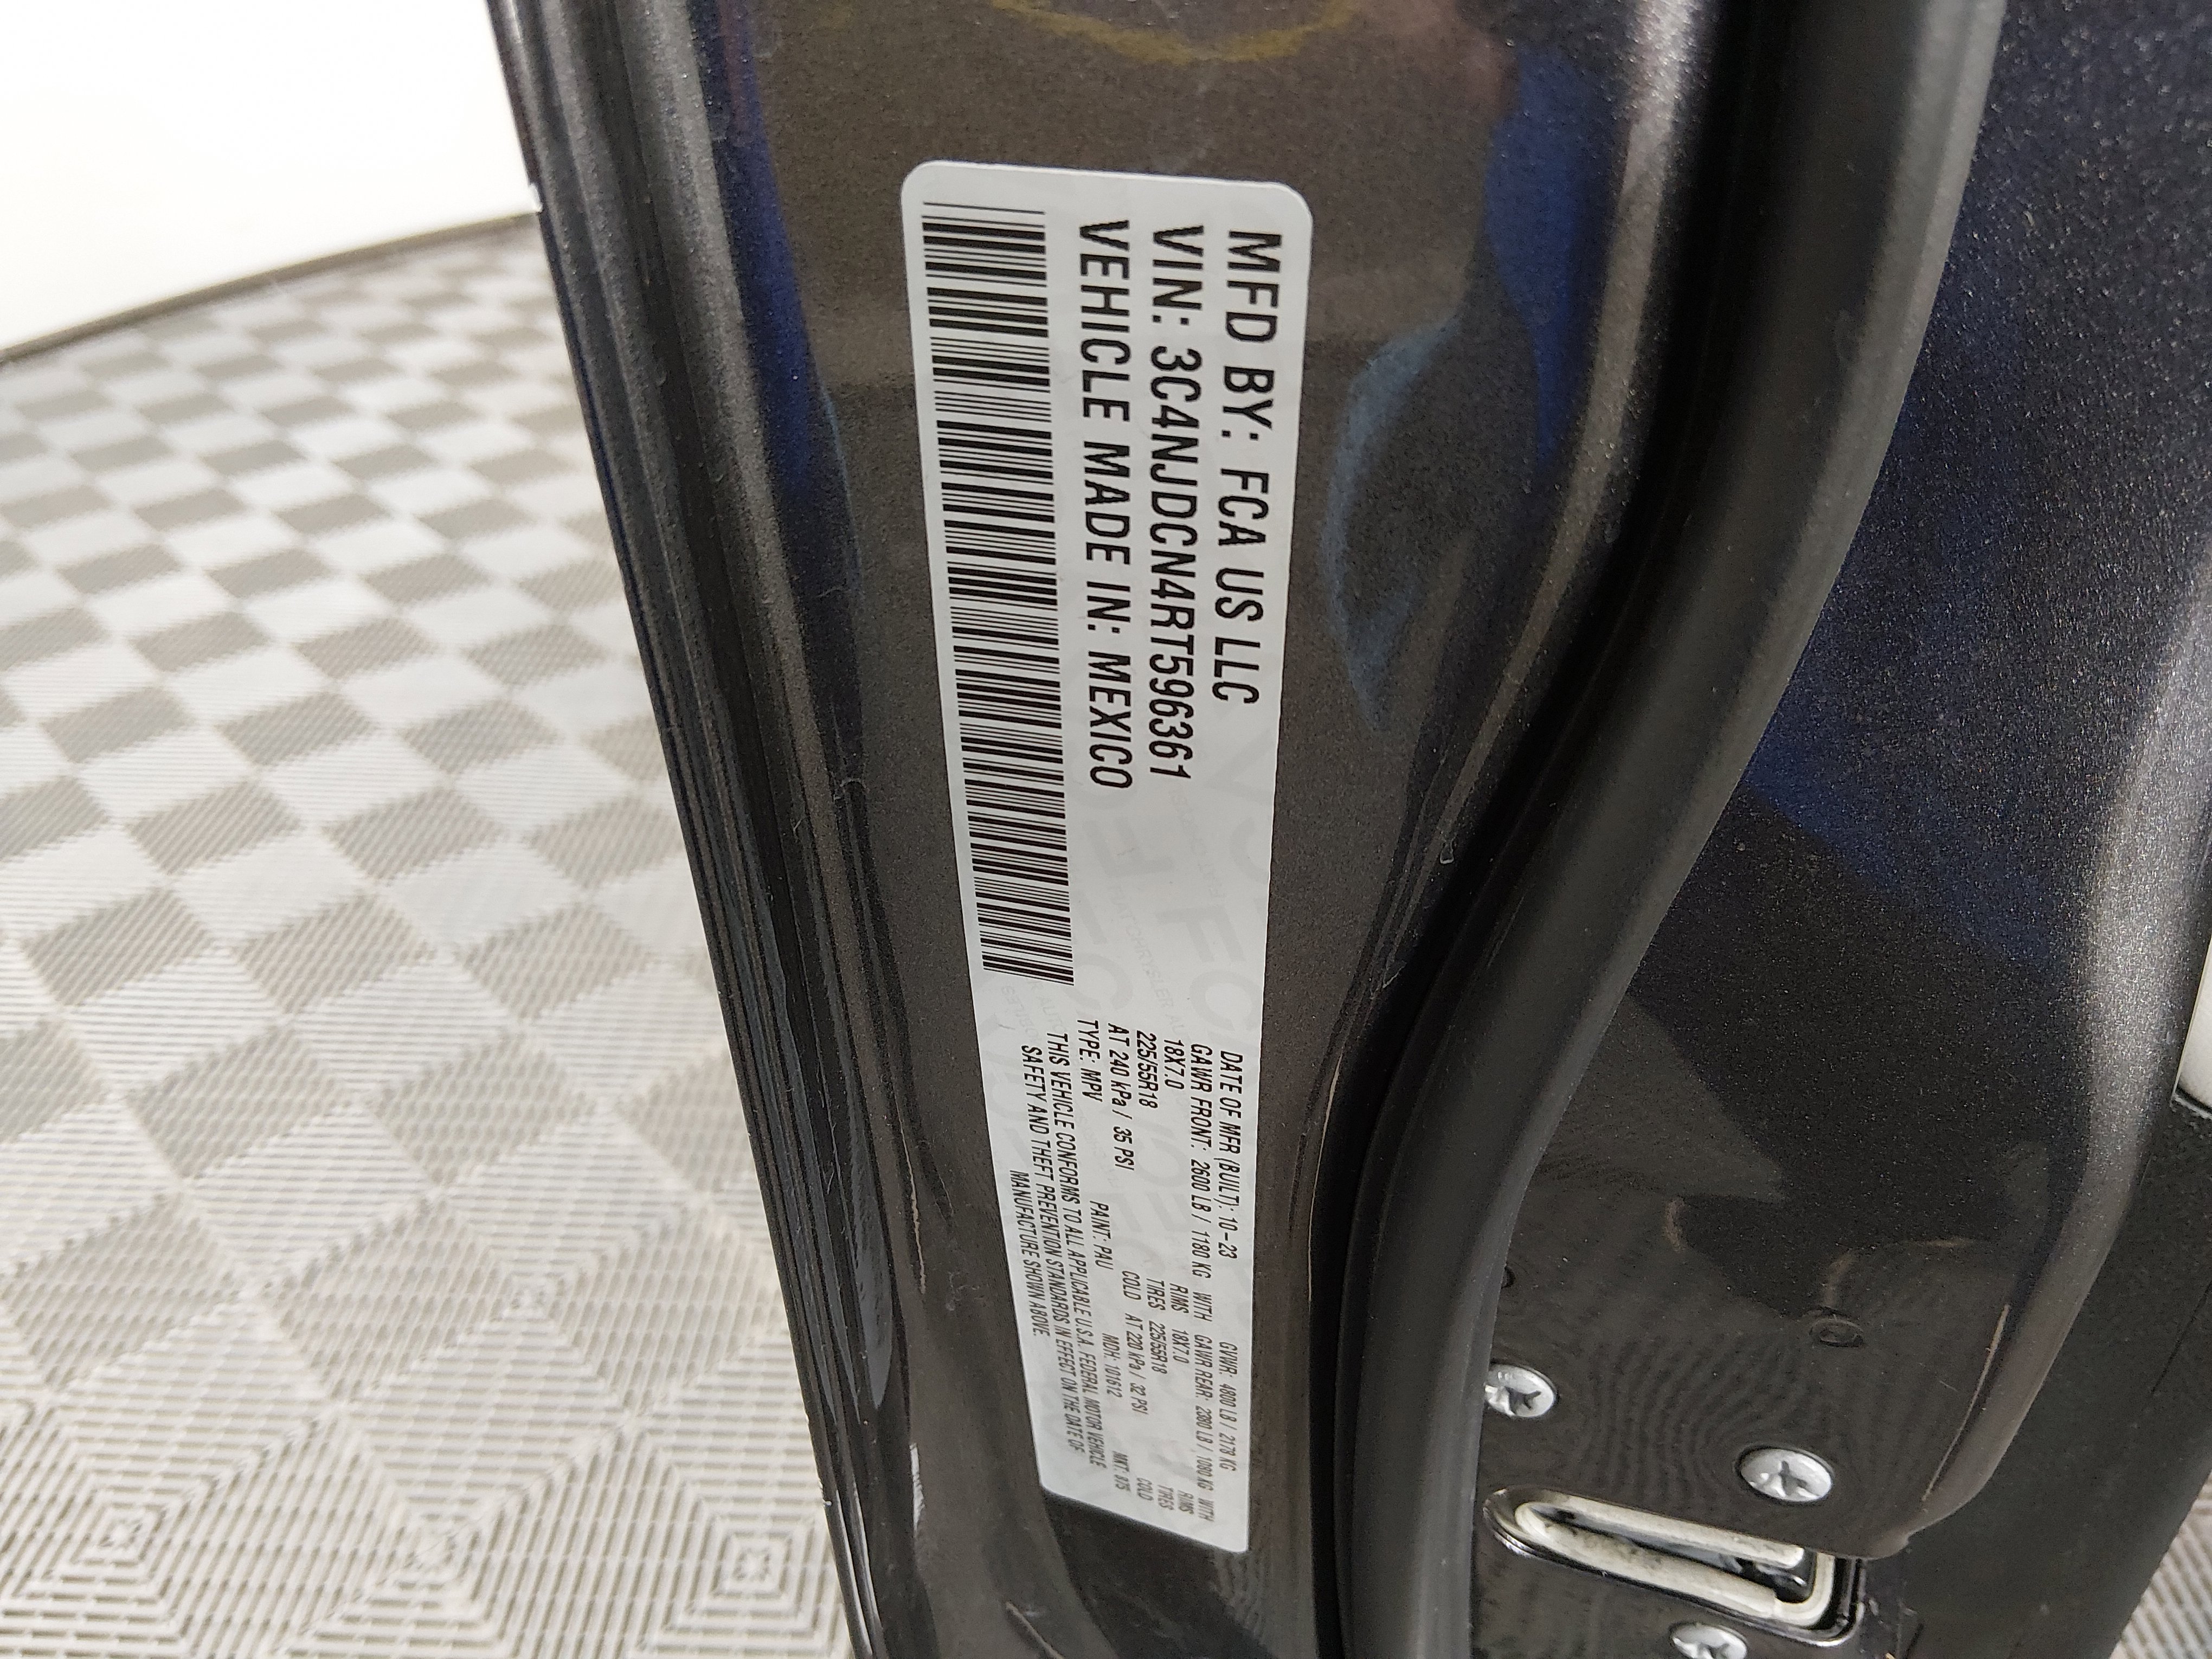 MFD BY: FCA US LLC
VIN: 3C4NJDCN4RT596361
VEHICLE MADE IN: MEXICO
DATE OF MFR (BUILT): 10-23 GVWR: 4800 LB / 2178 KG
GAWR FRONT: 2600 LB / 1180 KG WITH GAWR REAR: 2380 LB / 1080 KG WITH
18X7.0 RIMS 18X7.0 RIMS
225/55R18 TIRES 225/55R18 TIRES
AT 240 kPa / 35 PSI COLD AT 220 kPa / 32 PSI COLD
TYPE: MPV PAINT: PAU MDH: 101612 MKT:
THIS VEHICLE CONFORMS TO ALL APPLICABLE U.S.A. FEDERAL MOTOR VEHICLE
SAFETY AND THEFT PREVENTION STANDARDS IN EFFECT ON THE DATE OF
MANUFACTURE SHOWN ABOVE.